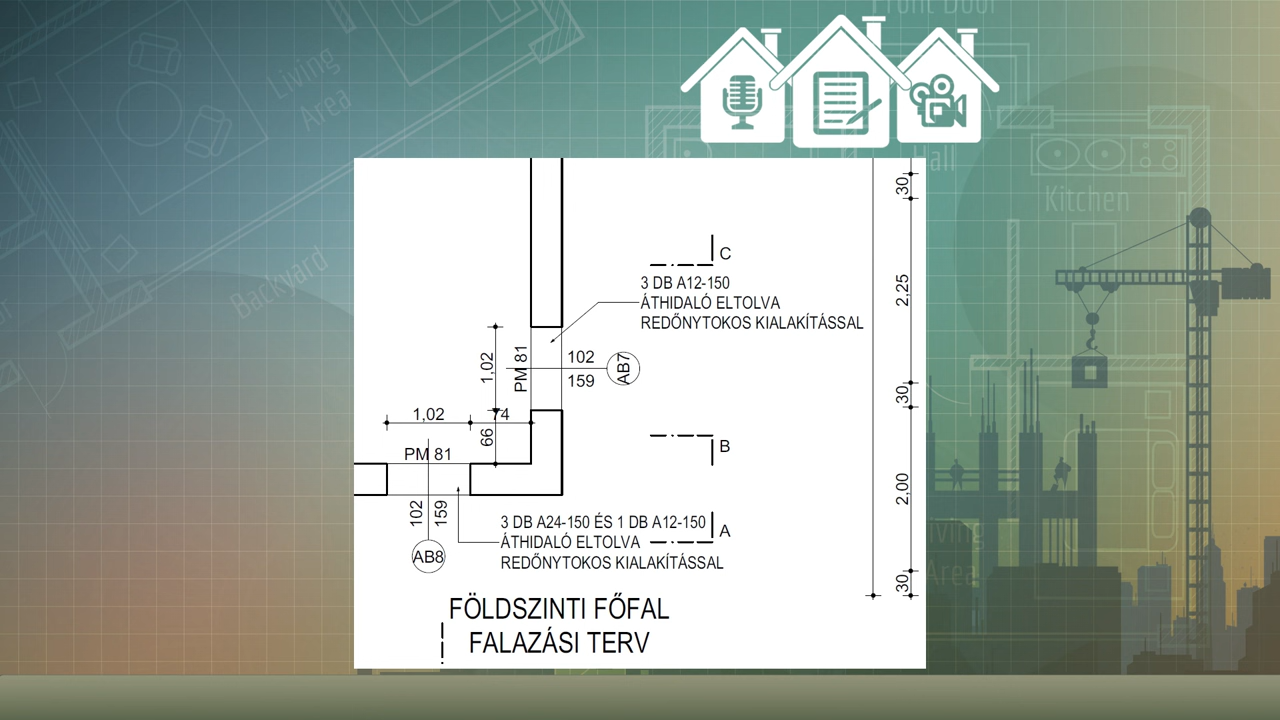 Front Door
Living
Area
Hall
Kitchen
Backyard
30
C
3 DB A12-150
ÁTHIDALÓ ELTOLVA
REDŐNYTOKOS KIALAKÍTÁSSAL
2,25
1,02
PM 81
102
159
AB7
30
1,02
74
66
B
PM 81
2,00
102
159
3 DB A24-150 ÉS 1 DB A12-150
ÁTHIDALÓ ELTOLVA
REDŐNYTOKOS KIALAKÍTÁSSAL
A
AB8
Living
Area
30
FÖLDSZINTI FŐFAL
FALAZÁSI TERV